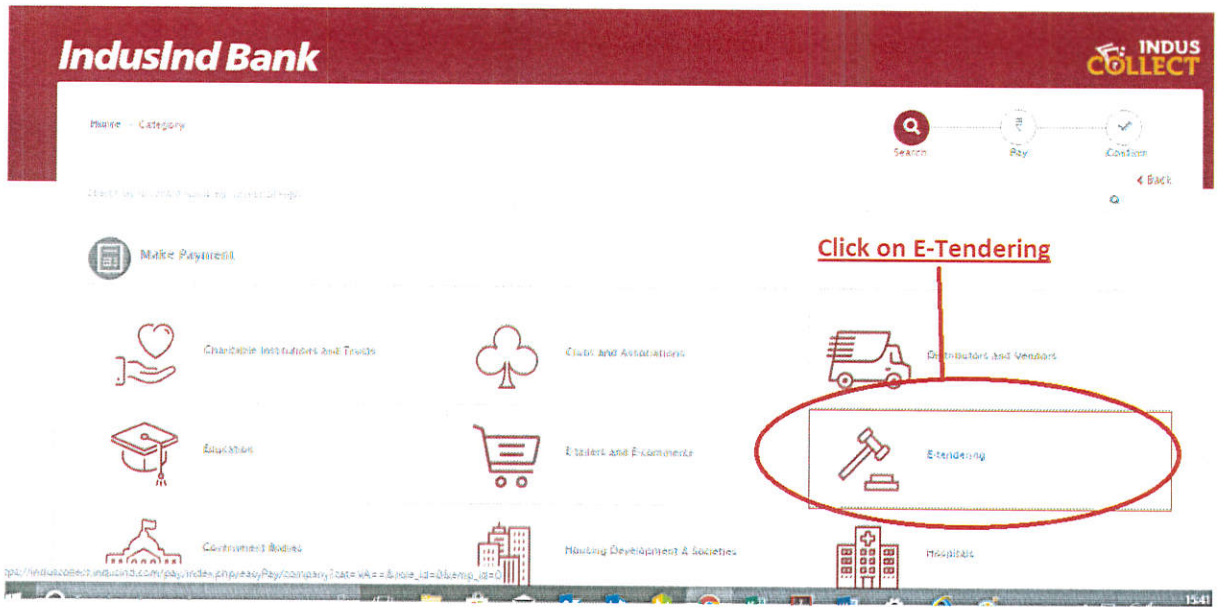 IndusInd Bank
INDUS
COLLECT
Home - Category
Search
Pay
Confirm
Back
Make Payment
Click on E-Tendering
Charitable Institutions and Trusts
Clubs and Associations
Distributors and Vendors
Education
E-tailers and E-commerce
E-tendering
Government Bodies
Housing Development & Societies
Hospitals
15:41